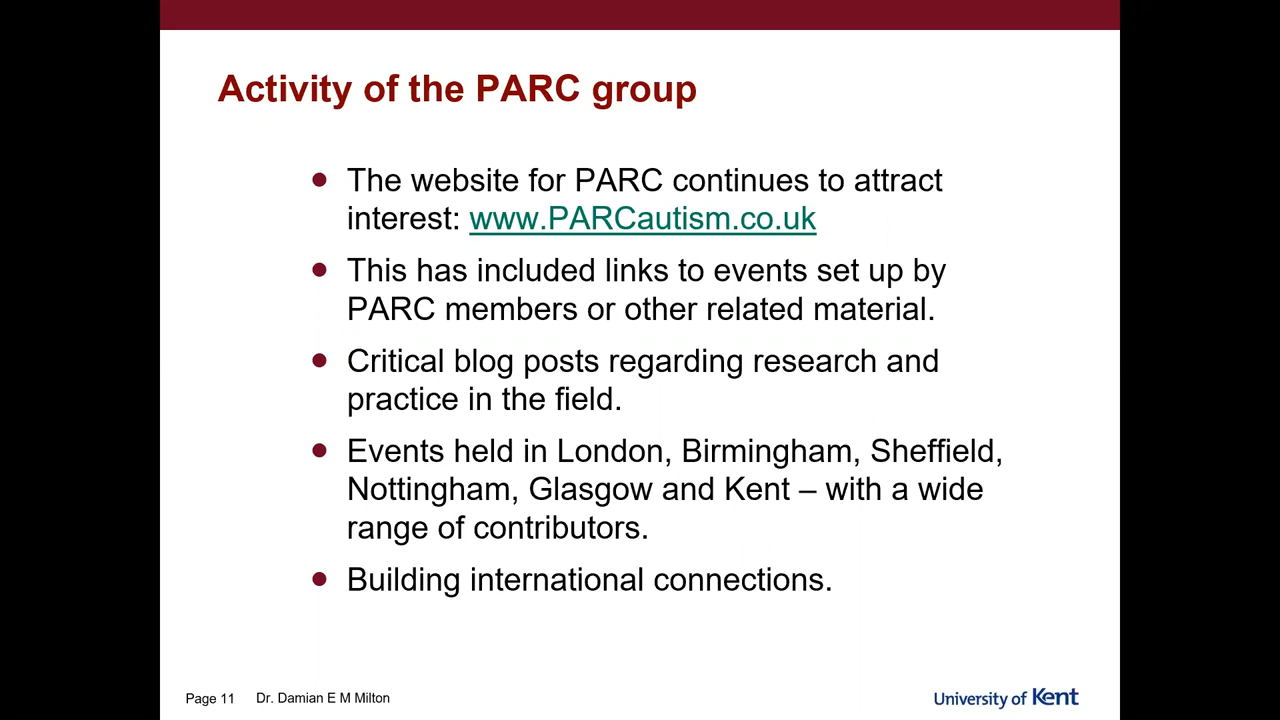 Activity of the PARC group
• The website for PARC continues to attract
interest: www.PARCautism.co.uk
• This has included links to events set up by
PARC members or other related material.
• Critical blog posts regarding research and
practice in the field.
• Events held in London, Birmingham, Sheffield,
Nottingham, Glasgow and Kent – with a wide
range of contributors.
• Building international connections.
Page 11 Dr. Damian E M Milton
University of Kent